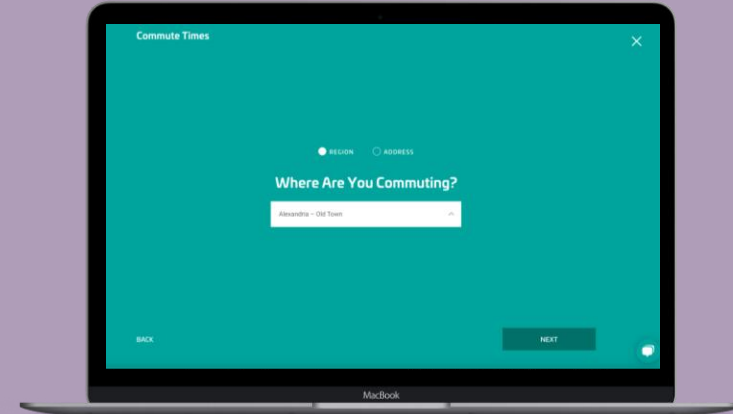 Commute Times
REGION ADDRESS
Where Are You Commuting?
Alexandria – Old Town
BACK NEXT
MacBook